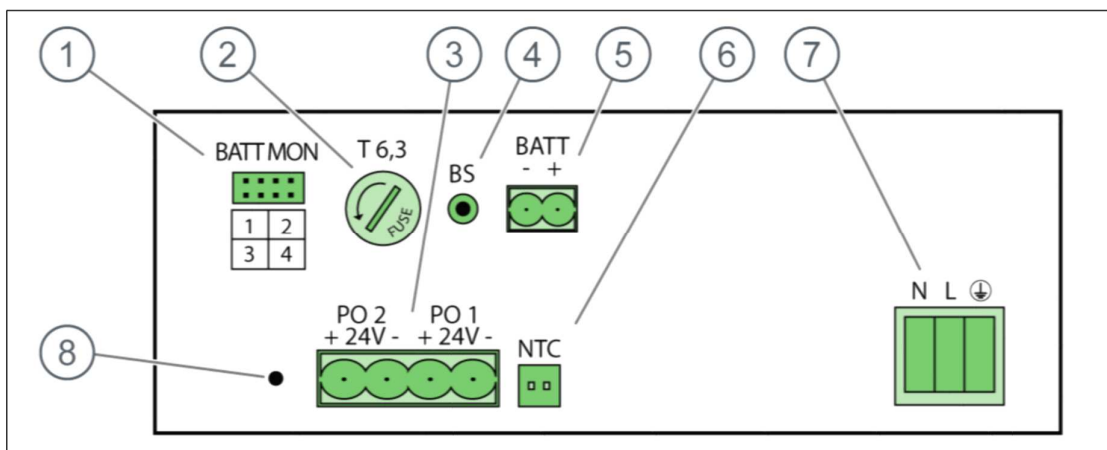 1 2 3 4 5 6 7
BATT MON
T 6,3
BS
BATT
- +
FUSE
1 2
3 4
N L
PO 2 PO 1
+ 24V - + 24V -
NTC
8